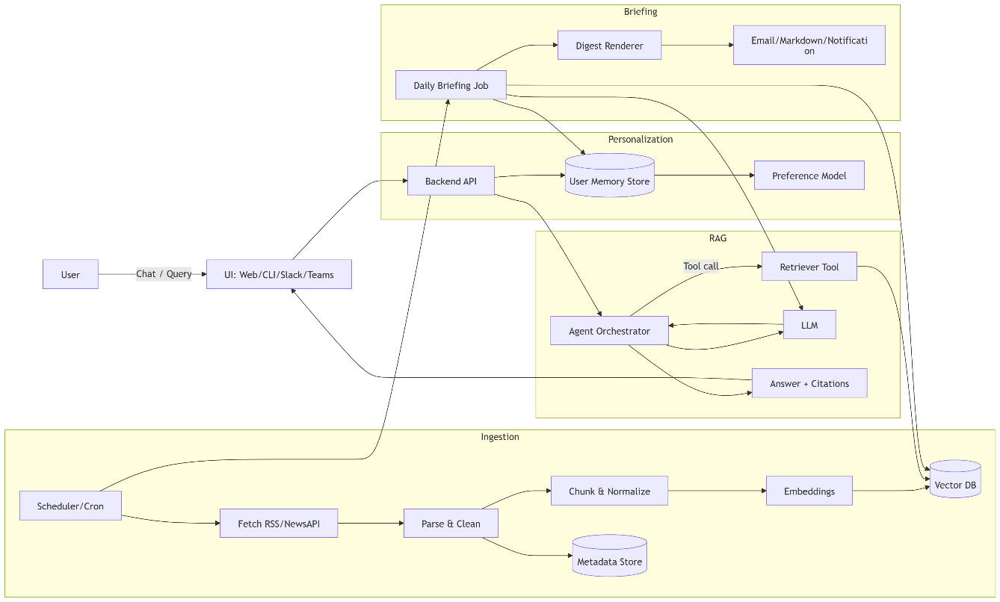 Briefing
Digest Renderer
Email/Markdown/Notificati
on
Daily Briefing Job
Personalization
Backend API
User Memory Store
Preference Model
RAG
User
Chat / Query
UI: Web/CLI/Slack/Teams
Tool call
Retriever Tool
Agent Orchestrator
LLM
Answer + Citations
Ingestion
Scheduler/Cron
Fetch RSS/NewsAPI
Parse & Clean
Chunk & Normalize
Embeddings
Vector DB
Metadata Store